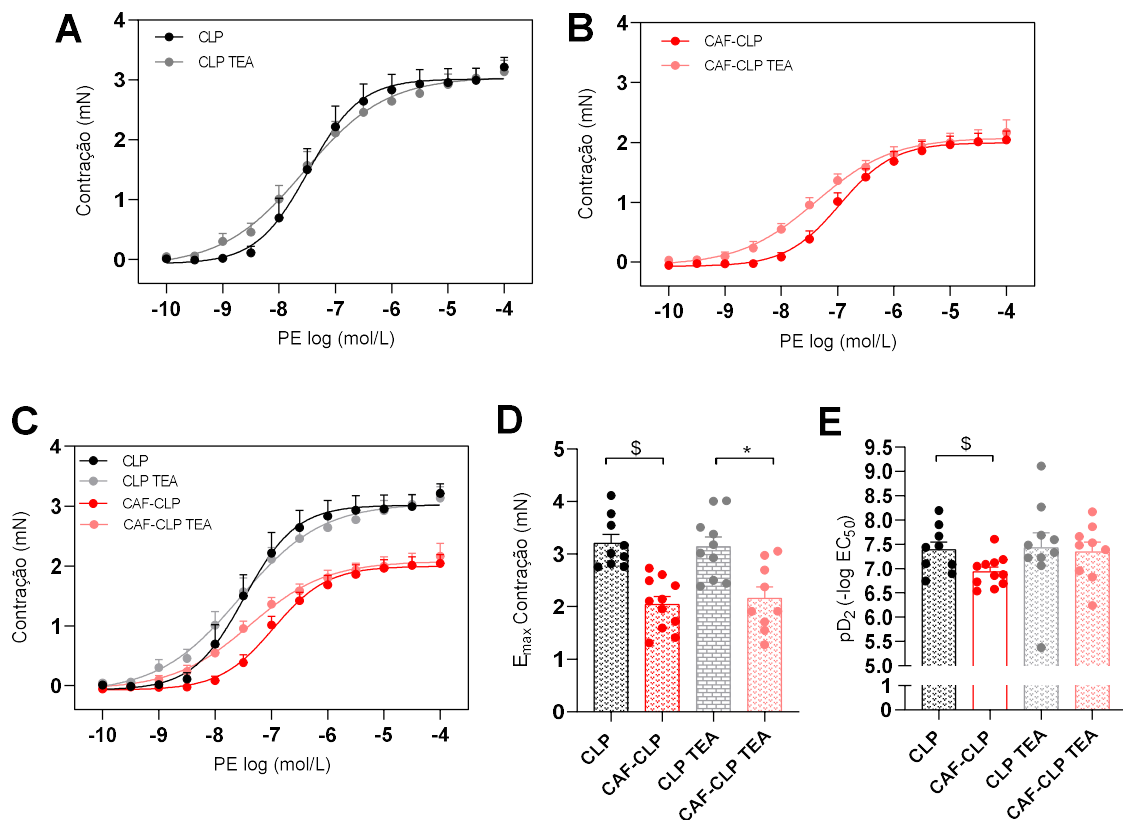 A
CLP
CLP TEA
4
3
2
1
0
Contração (mN)
-10 -9 -8 -7 -6 -5 -4
PE log (mol/L)
B
CAF-CLP
CAF-CLP TEA
4
3
2
1
0
Contração (mN)
-10 -9 -8 -7 -6 -5 -4
PE log (mol/L)
C
CLP
CLP TEA
CAF-CLP
CAF-CLP TEA
4
3
2
1
0
Contração (mN)
-10 -9 -8 -7 -6 -5 -4
PE log (mol/L)
D
$
*
5
4
3
2
1
0
Emax Contração (mN)
CLP
CAF-CLP
CLP TEA
CAF-CLP TEA
E
$
9.5
9.0
8.5
8.0
7.5
7.0
6.5
6.0
5.5
5.0
1
0
pD2 (-log EC50)
CLP
CAF-CLP
CLP TEA
CAF-CLP TEA